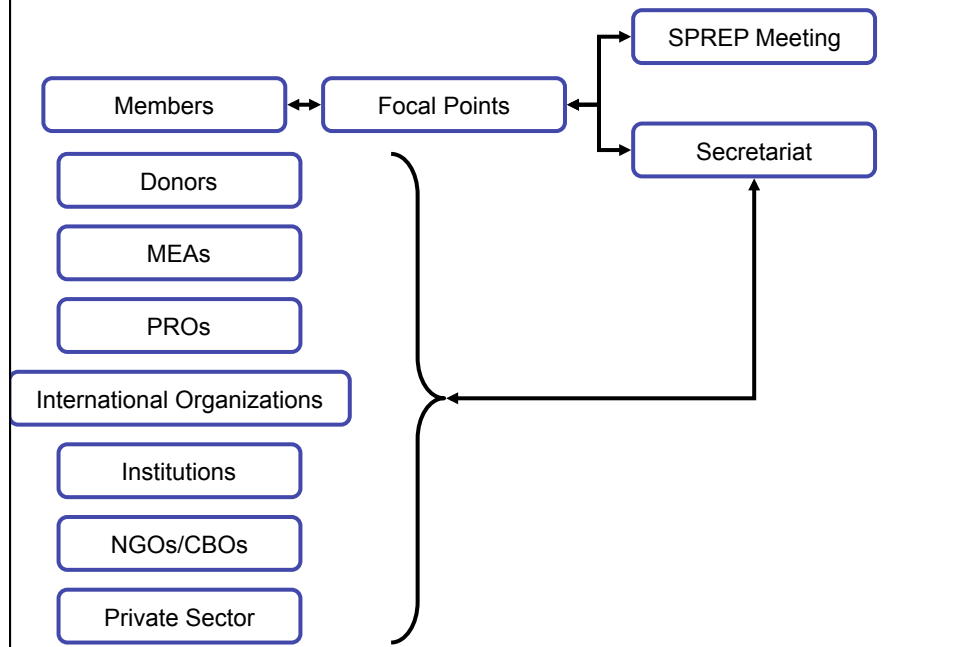 SPREP Meeting
Members
Focal Points
Secretariat
Donors
MEAs
PROs
International Organizations
Institutions
NGOs/CBOs
Private Sector